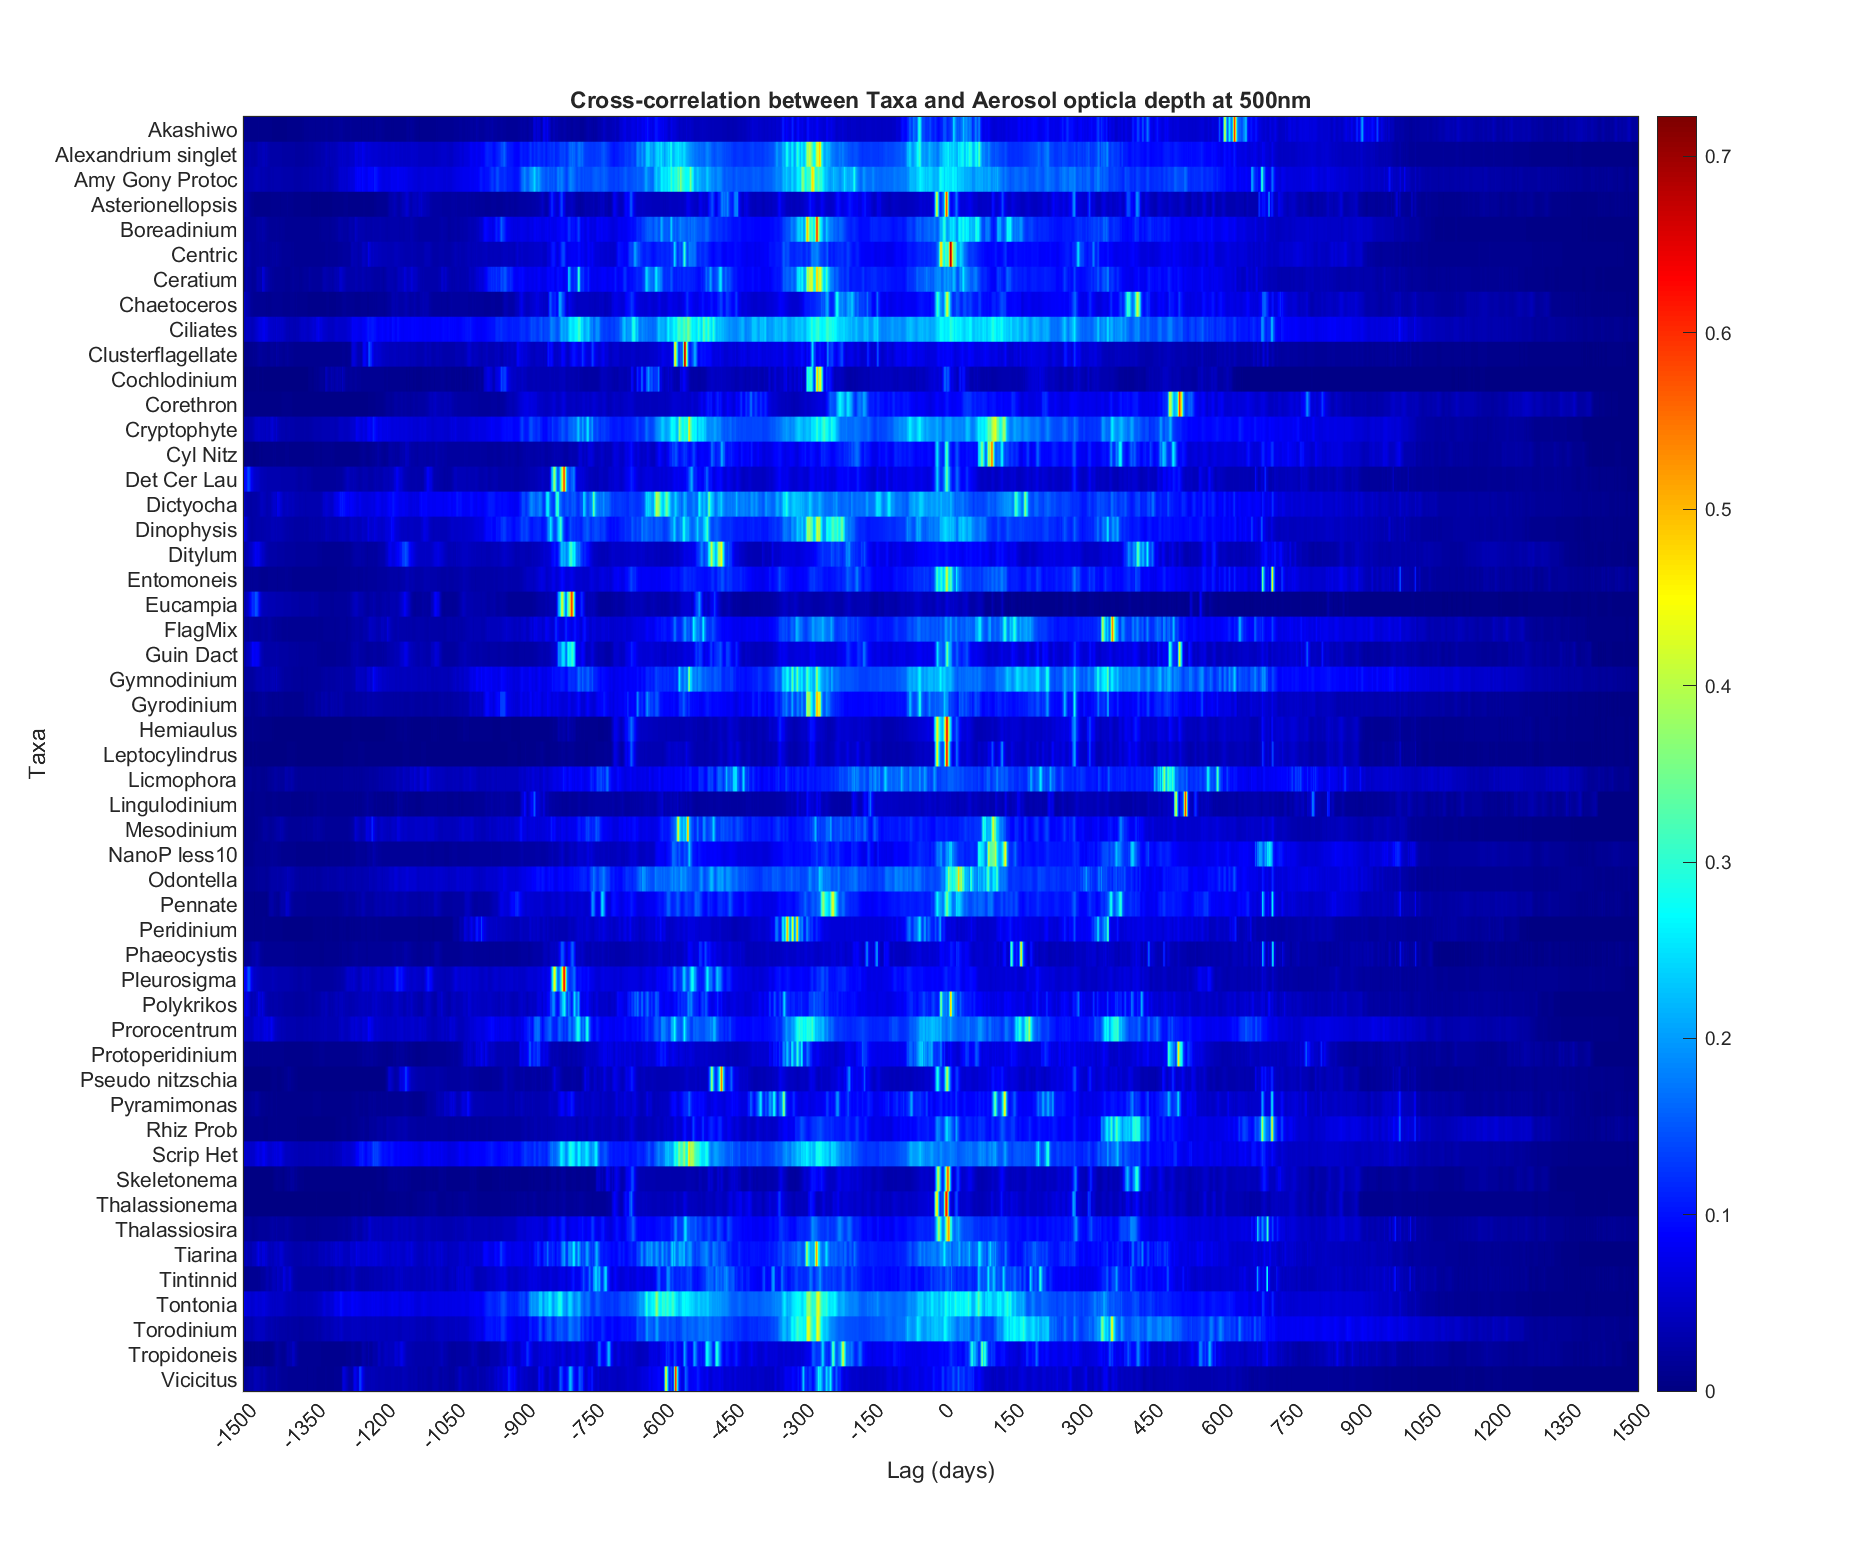 Cross-correlation between Taxa and Aerosol opticla depth at 500nm
Taxa
Akashiwo
Alexandrium singlet
Amy Gony Protoc
Asterionellopsis
Boreadinium
Centric
Ceratium
Chaetoceros
Ciliates
Clusterflagellate
Cochlodinium
Corethron
Cryptophyte
Cyl Nitz
Det Cer Lau
Dictyocha
Dinophysis
Ditylum
Entomoneis
Eucampia
FlagMix
Guin Dact
Gymnodinium
Gyrodinium
Hemiaulus
Leptocylindrus
Licmophora
Lingulodinium
Mesodinium
NanoP less10
Odontella
Pennate
Peridinium
Phaeocystis
Pleurosigma
Polykrikos
Prorocentrum
Protoperidinium
Pseudo nitzschia
Pyramimonas
Rhiz Prob
Scrip Het
Skeletonema
Thalassionema
Thalassiosira
Tiarina
Tintinnid
Tontonia
Torodinium
Tropidoneis
Vicicitus
-1500 -1350 -1200 -1050 -900 -750 -600 -450 -300 -150 0 150 300 450 600 750 900 1050 1200 1350 1500
Lag (days)
0.7
0.6
0.5
0.4
0.3
0.2
0.1
0